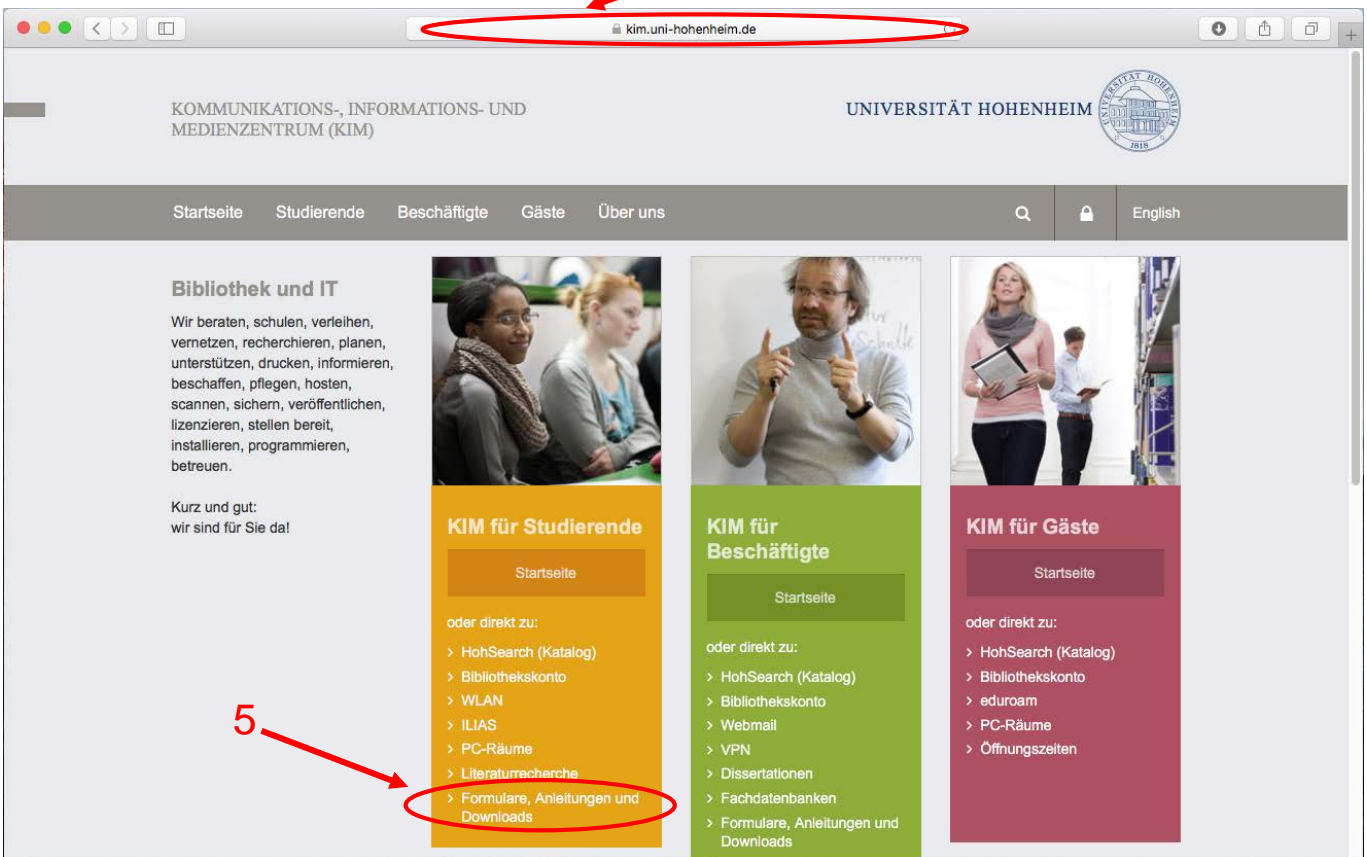 kim.uni-hohenheim.de
KOMMUNIKATIONS-, INFORMATIONS- UND
MEDIENZENTRUM (KIM)
UNIVERSITÄT HOHENHEIM
UNIVERSITÄT HOHENHEIM
1818
Startseite
Studierende
Beschäftigte
Gäste
Über uns
English
Bibliothek und IT
Wir beraten, schulen, verleihen,
vernetzen, recherchieren, planen,
unterstützen, drucken, informieren,
beschaffen, pflegen, hosten,
scannen, sichern, veröffentlichen,
lizenzieren, stellen bereit,
installieren, programmieren,
betreuen.
Kurz und gut:
wir sind für Sie da!
KIM für Studierende
Startseite
oder direkt zu:
> HohSearch (Katalog)
> Bibliothekskonto
> WLAN
> ILIAS
> PC-Räume
> Literaturrecherche
> Formulare, Anleitungen und
Downloads
5
KIM für
Beschäftigte
Startseite
oder direkt zu:
> HohSearch (Katalog)
> Bibliothekskonto
> Webmail
> VPN
> Dissertationen
> Fachdatenbanken
> Formulare, Anleitungen und
Downloads
KIM für Gäste
Startseite
oder direkt zu:
> HohSearch (Katalog)
> Bibliothekskonto
> eduroam
> PC-Räume
> Öffnungszeiten